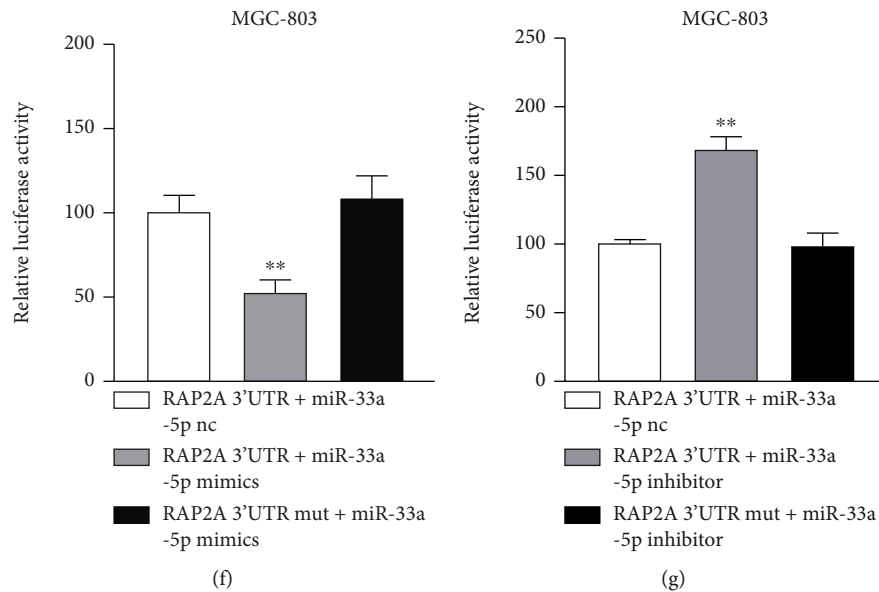 MGC-803
200
150
100
50
0
Relative luciferase activity
**
RAP2A 3’UTR + miR-33a
-5p nc
RAP2A 3’UTR + miR-33a
-5p mimics
RAP2A 3’UTR mut + miR-33a
-5p mimics
(f)
MGC-803
250
200
150
100
50
0
Relative luciferase activity
**
RAP2A 3’UTR + miR-33a
-5p nc
RAP2A 3’UTR + miR-33a
-5p inhibitor
RAP2A 3’UTR mut + miR-33a
-5p inhibitor
(g)